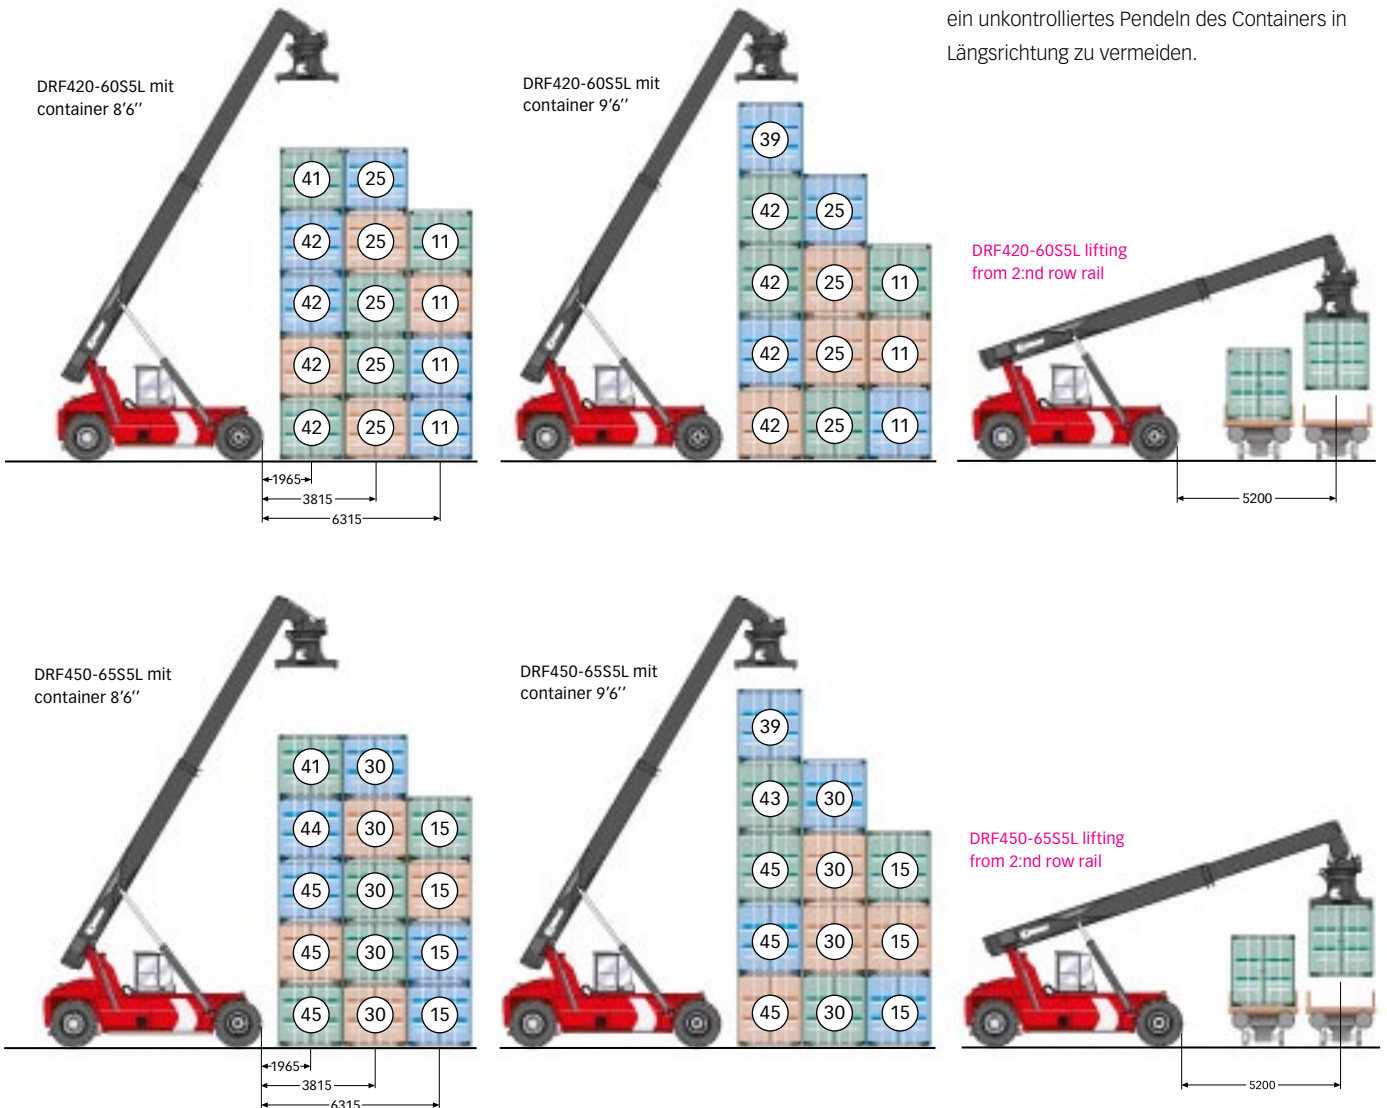 ein unkontrolliertes Pendeln des Containers in
Längsrichtung zu vermeiden.
DRF420-60S5L mit
container 8'6''
41 25
42 25 11
42 25 11
42 25 11
42 25 11
1965
3815
6315
DRF420-60S5L mit
container 9'6''
39
42 25
42 25 11
42 25 11
42 25 11
DRF420-60S5L lifting
from 2:nd row rail
5200
DRF450-65S5L mit
container 8'6''
41 30
44 30 15
45 30 15
45 30 15
45 30 15
1965
3815
6315
DRF450-65S5L mit
container 9'6''
39
43 30
45 30 15
45 30 15
45 30 15
DRF450-65S5L lifting
from 2:nd row rail
5200